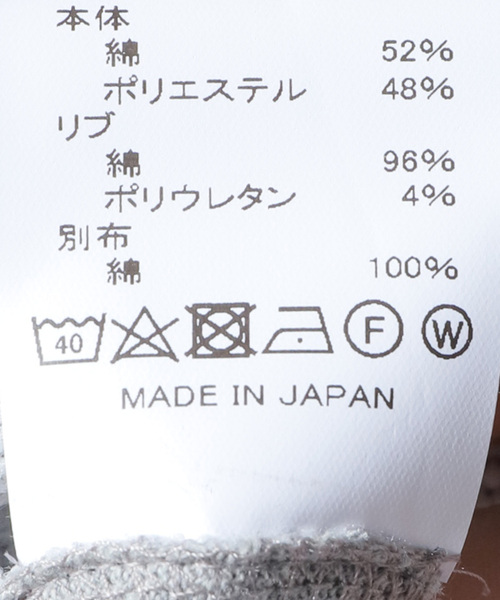 本体
綿 52%
ポリエステル 48%
リブ
綿 96%
ポリウレタン 4%
別布
綿 100%
40 F W
MADE IN JAPAN